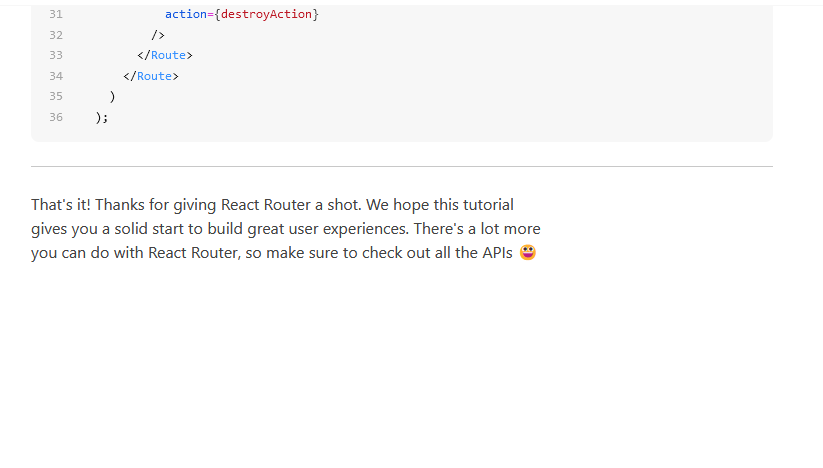 31 action={destroyAction}
32 />
33 </Route>
34 </Route>
35 )
36 );
That's it! Thanks for giving React Router a shot. We hope this tutorial
gives you a solid start to build great user experiences. There's a lot more
you can do with React Router, so make sure to check out all the APIs 😀